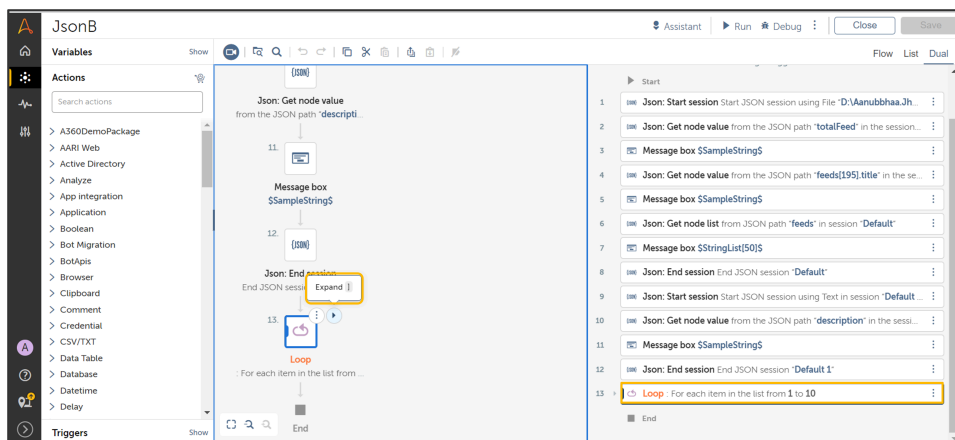 JsonB
Assistant
Run
Debug
Close
Save
Variables
Show
Flow
List
Dual
Actions
Search actions
A360DemoPackage
AARI Web
Active Directory
Analyze
App integration
Application
Boolean
Bot Migration
BotApis
Browser
Clipboard
Comment
Credential
CSV/TXT
Data Table
Database
Datetime
Delay
Triggers
Show
A
{JSON}
Json: Get node value
from the JSON path "descripti...
11.
Message box
$SampleString$
12.
{JSON}
Json: End session
End JSON sessi
Expand ]
13.
Loop
: For each item in the list from ...
End
Start
1 Json: Start session Start JSON session using File "D:\Aanubbhaa.Jh...
2 Json: Get node value from the JSON path "totalFeed" in the session...
3 Message box $SampleString$
4 Json: Get node value from the JSON path "feeds[195].title" in the se...
5 Message box $SampleString$
6 Json: Get node list from JSON path "feeds" in session "Default"
7 Message box $StringList[50]$
8 Json: End session End JSON session "Default"
9 Json: Start session Start JSON session using Text in session "Default ...
10 Json: Get node value from the JSON path "description" in the sessi...
11 Message box $SampleString$
12 Json: End session End JSON session "Default 1"
13 Loop : For each item in the list from 1 to 10
End